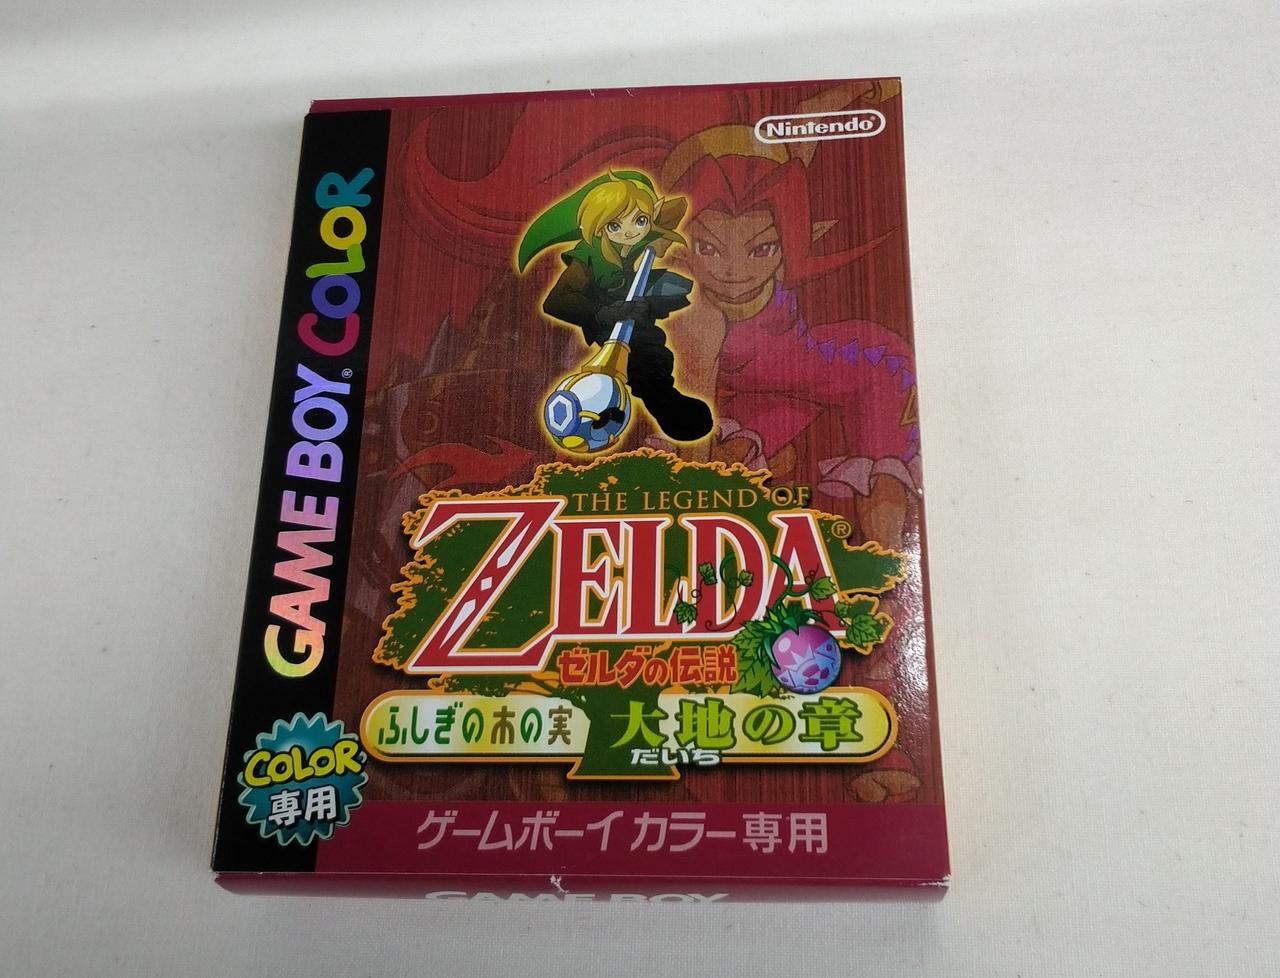 Nintendo®
GAME BOY COLOR
®
THE LEGEND OF
ZELDA®
ゼルダの伝説
ふしぎの木の実 大地の章
だいち
COLOR
専用
ゲームボーイカラー専用
GAME BOY